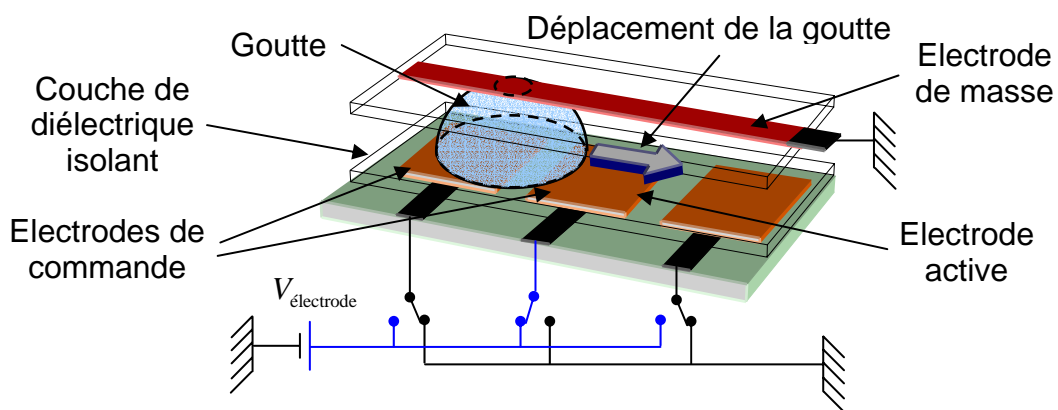 Goutte
Déplacement de la goutte
Electrode
de masse
Couche de
diélectrique
isolant
Electrodes de
commande
Electrode
active
Vélectrode